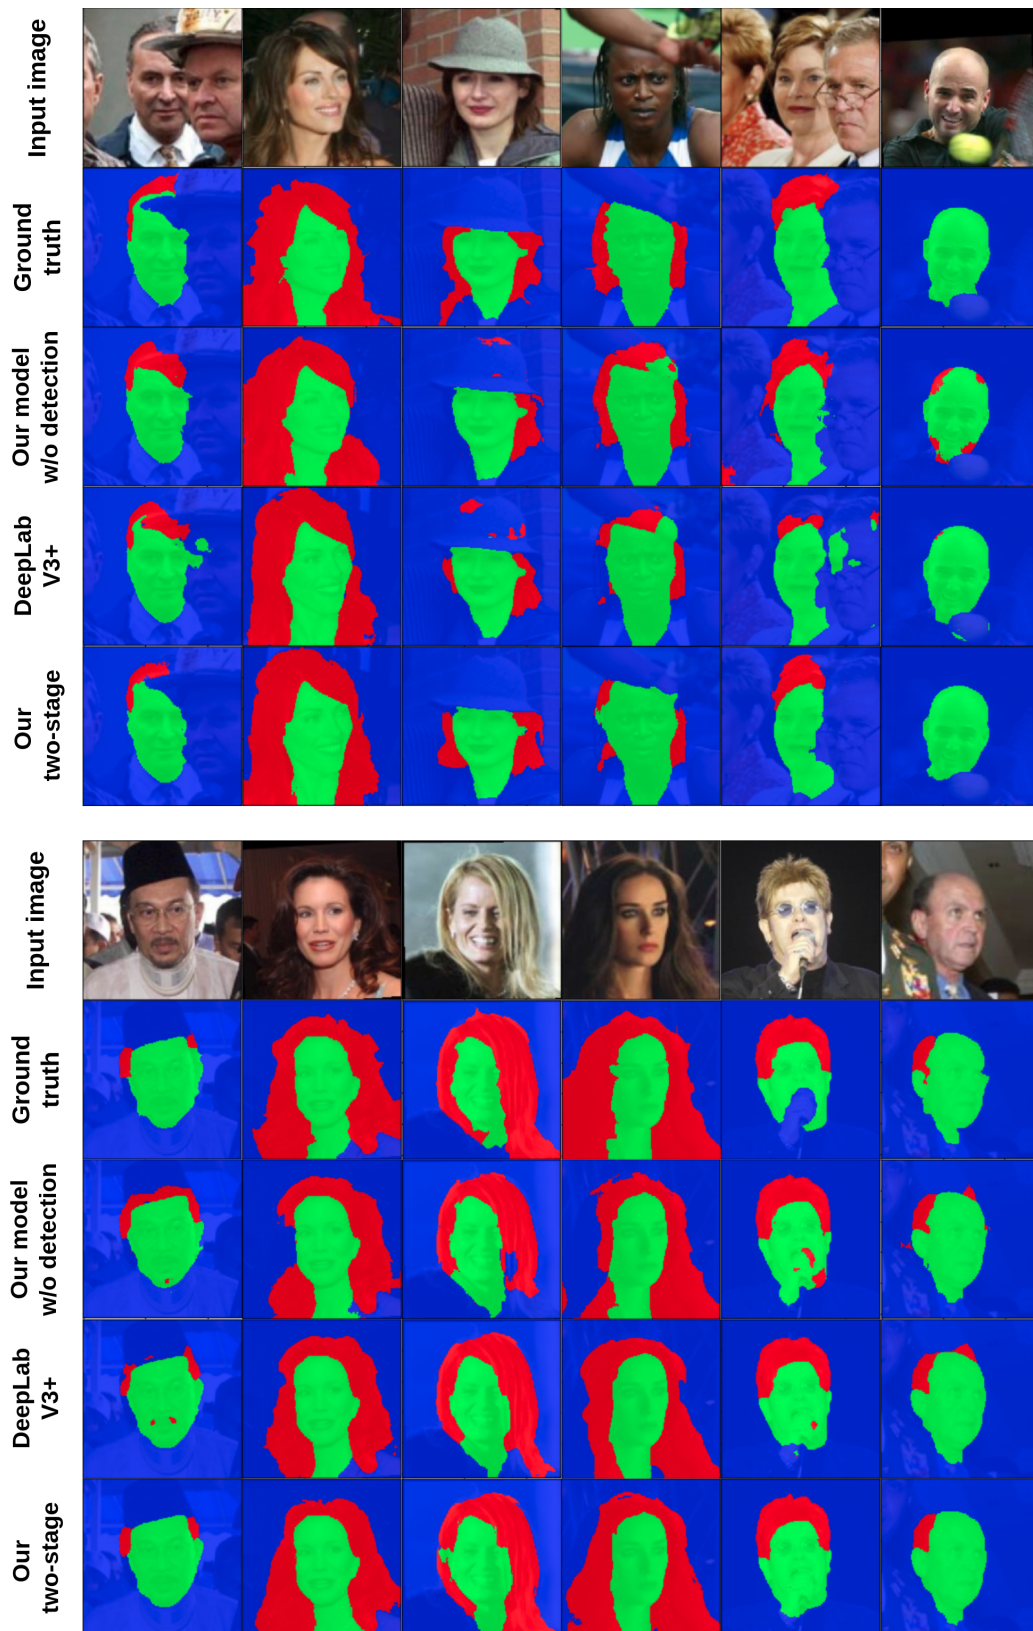 Input image
Ground
truth
Our model
w/o detection
DeepLab
V3+
Our
two-stage
Input image
Ground
truth
Our model
w/o detection
DeepLab
V3+
Our
two-stage